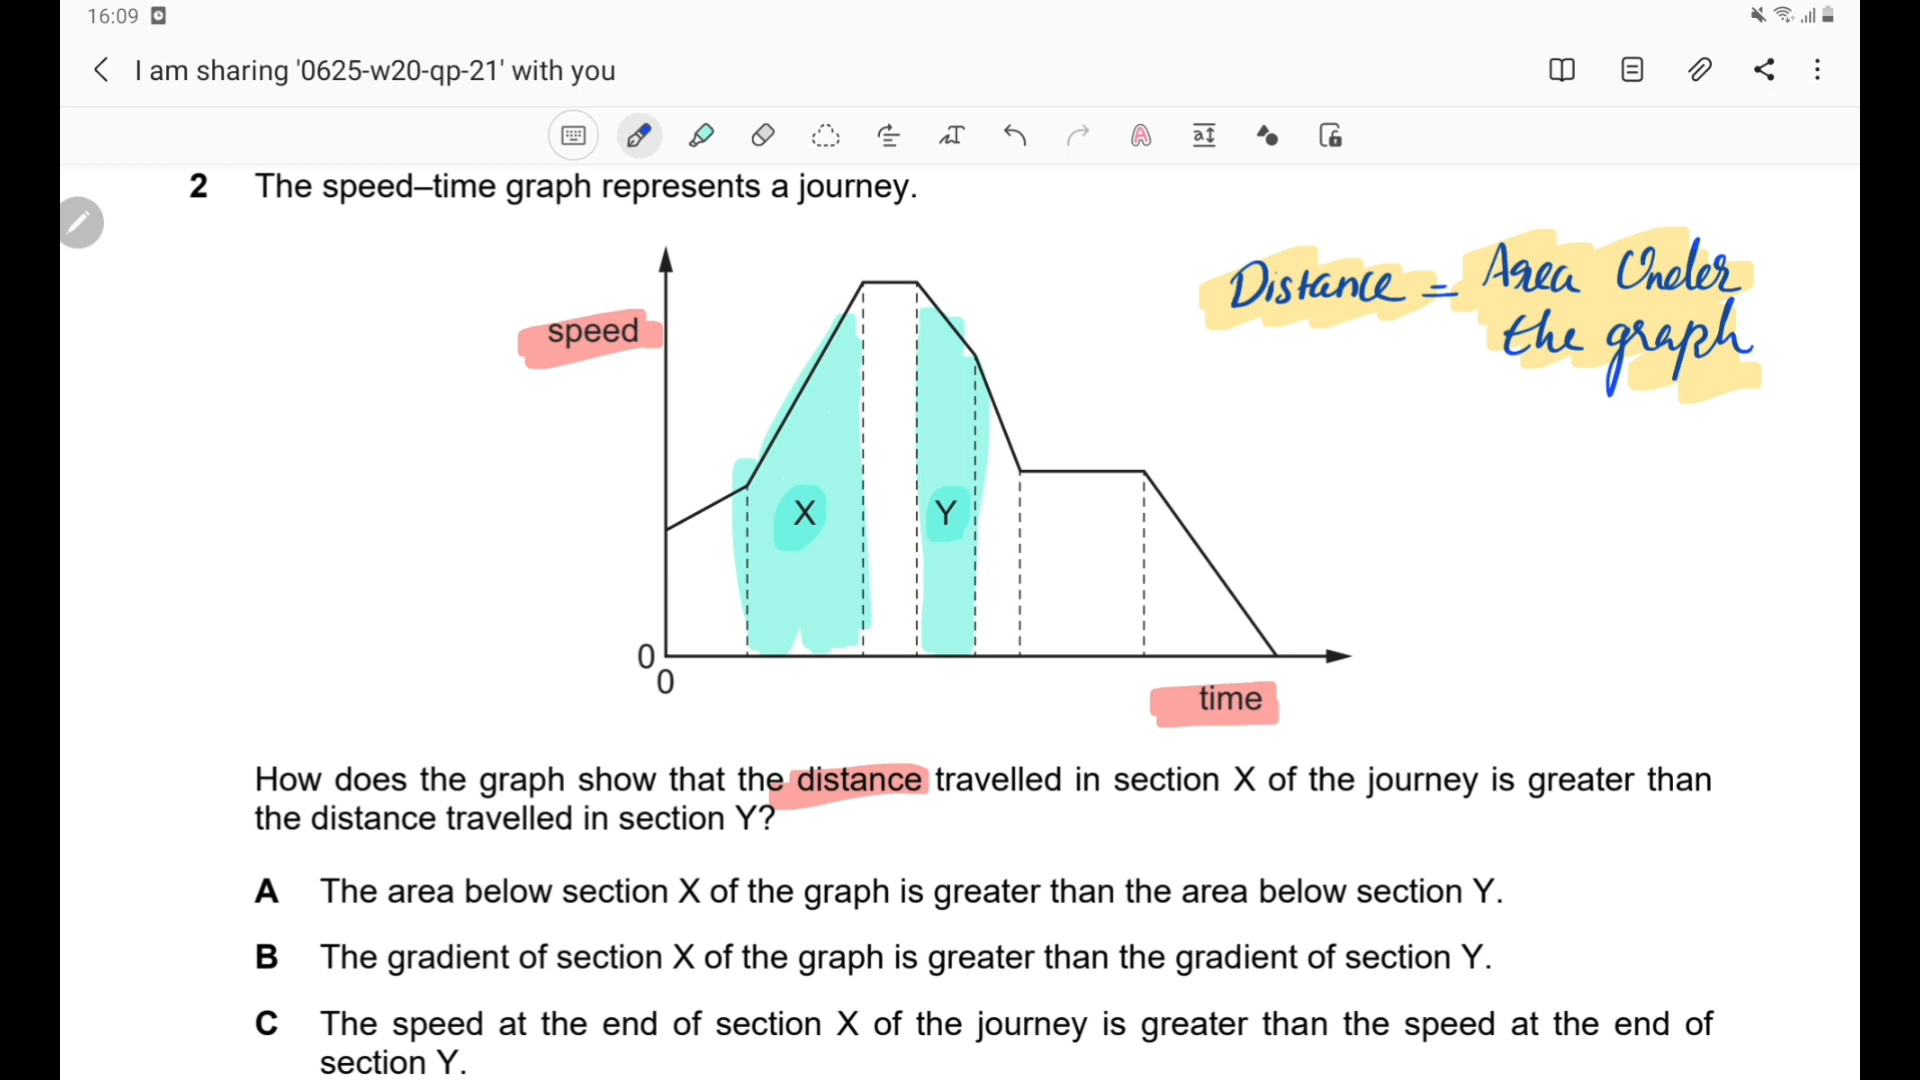 16:09
I am sharing '0625-w20-qp-21' with you
2 The speed–time graph represents a journey.
Distance = Area Under
the graph
speed
X
Y
0
0
time
How does the graph show that the distance travelled in section X of the journey is greater than
the distance travelled in section Y?
A The area below section X of the graph is greater than the area below section Y.
B The gradient of section X of the graph is greater than the gradient of section Y.
C The speed at the end of section X of the journey is greater than the speed at the end of
section Y.